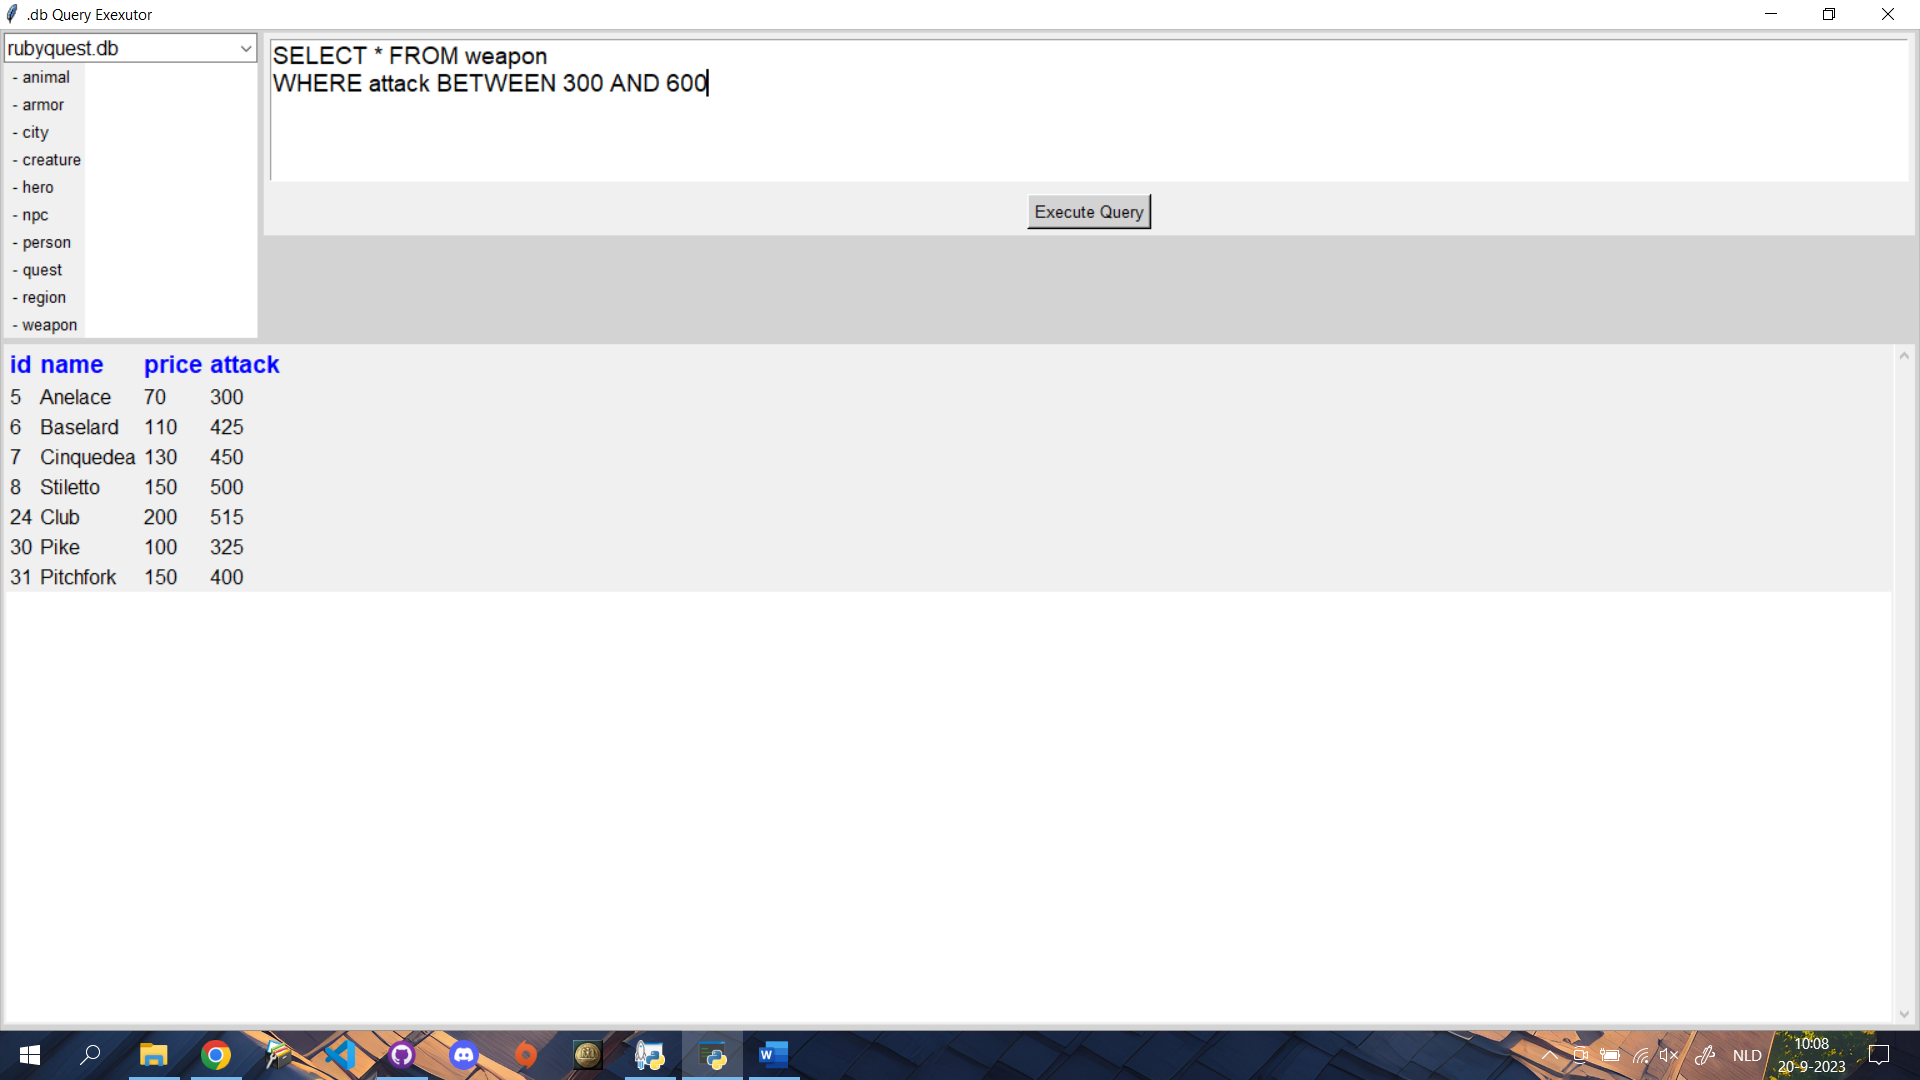 .db Query Exexutor
rubyquest.db
- animal
- armor
- city
- creature
- hero
- npc
- person
- quest
- region
- weapon
SELECT * FROM weapon
WHERE attack BETWEEN 300 AND 600
Execute Query
id name price attack
5 Anelace 70 300
6 Baselard 110 425
7 Cinquedea 130 450
8 Stiletto 150 500
24 Club 200 515
30 Pike 100 325
31 Pitchfork 150 400
W
NLD
10:08
20-9-2023